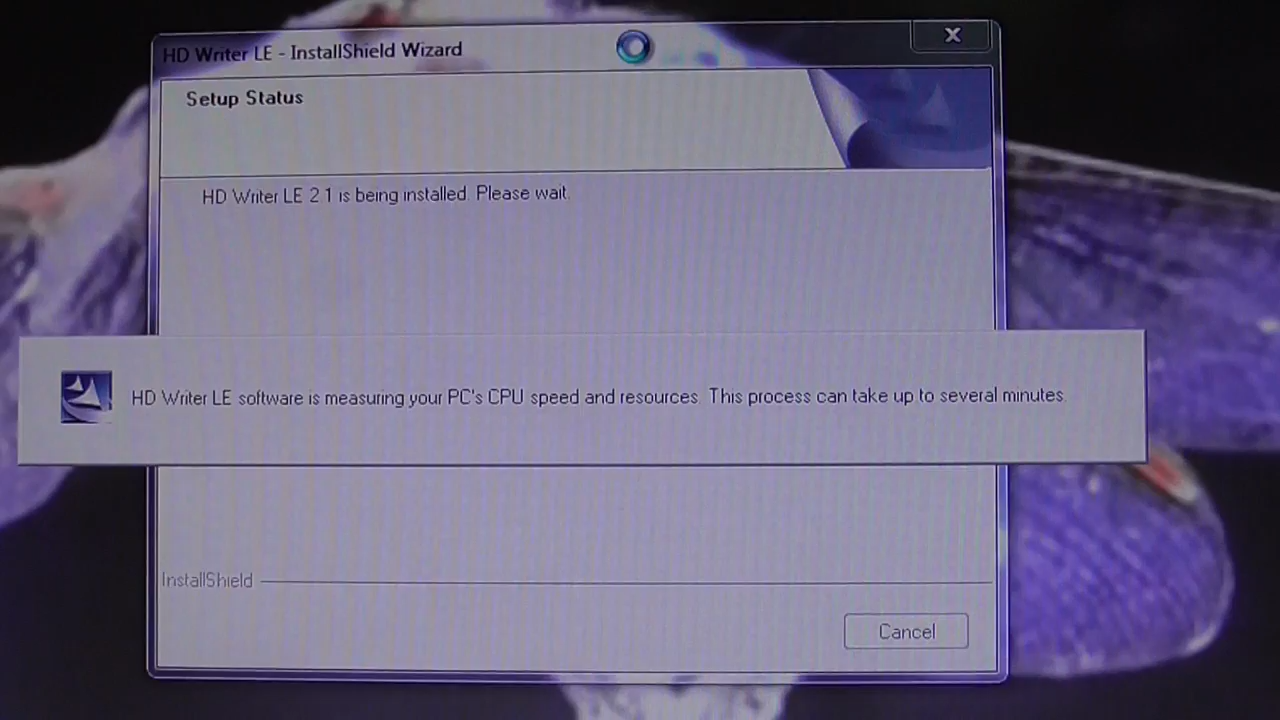 HD Writer LE - InstallShield Wizard
Setup Status
HD Writer LE 2.1 is being installed. Please wait.
HD Writer LE software is measuring your PC's CPU speed and resources. This process can take up to several minutes.
InstallShield
Cancel